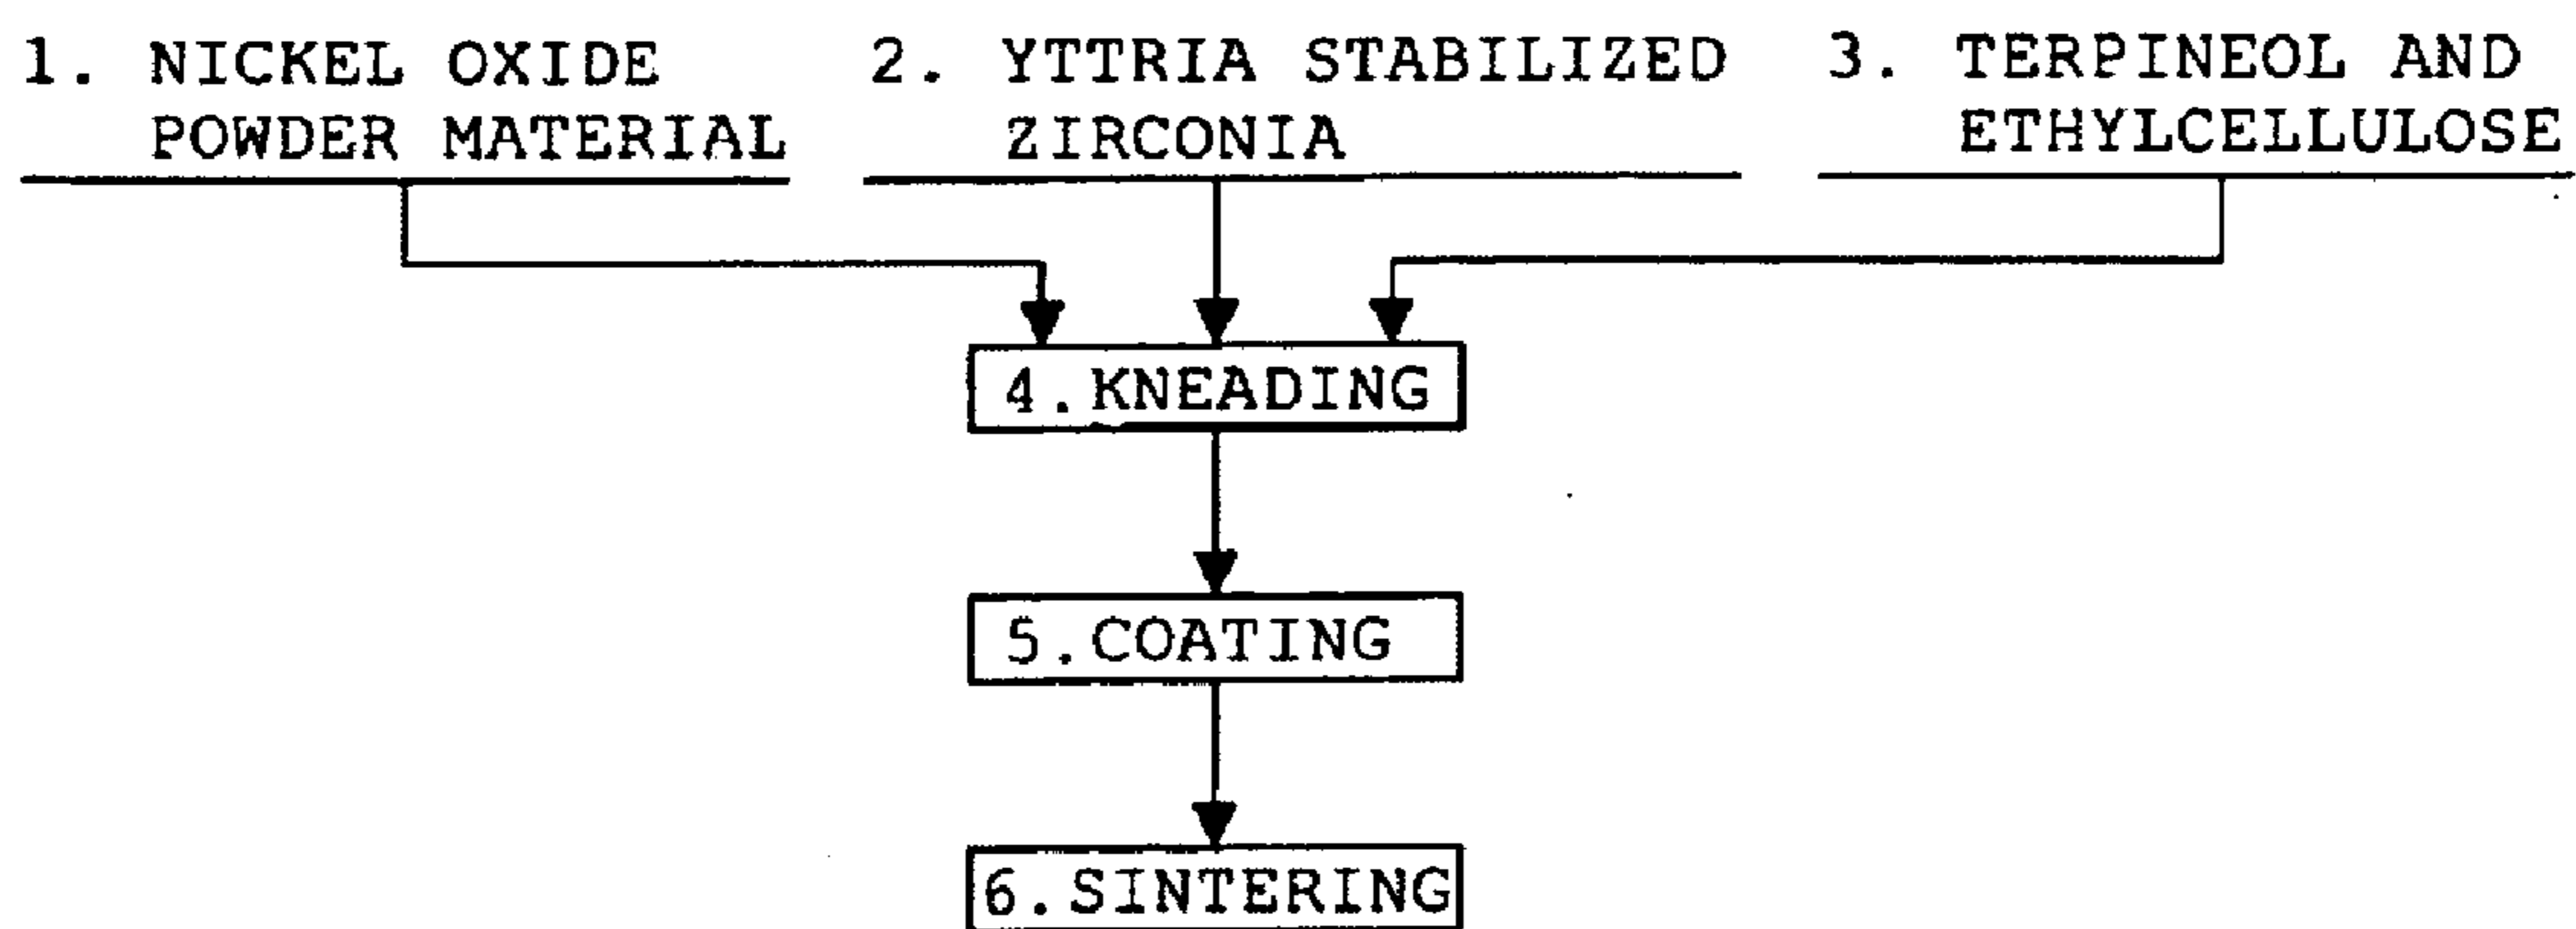 1. NICKEL OXIDE
POWDER MATERIAL
2. YTTRIA STABILIZED
ZIRCONIA
3. TERPINEOL AND
ETHYLCELLULOSE
4.KNEADING
5.COATING
6.SINTERING